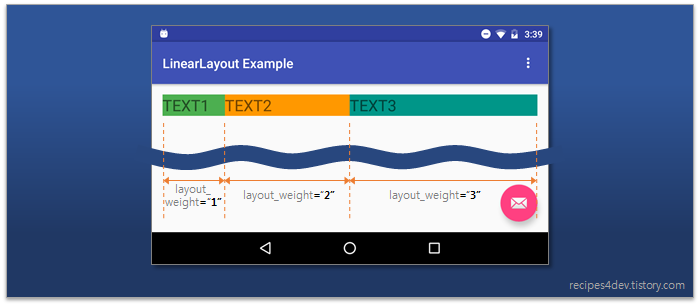 3:39
LinearLayout Example
TEXT1 TEXT2 TEXT3
layout_
weight="1"
layout_weight="2"
layout_weight="3"
recipes4dev.tistory.com